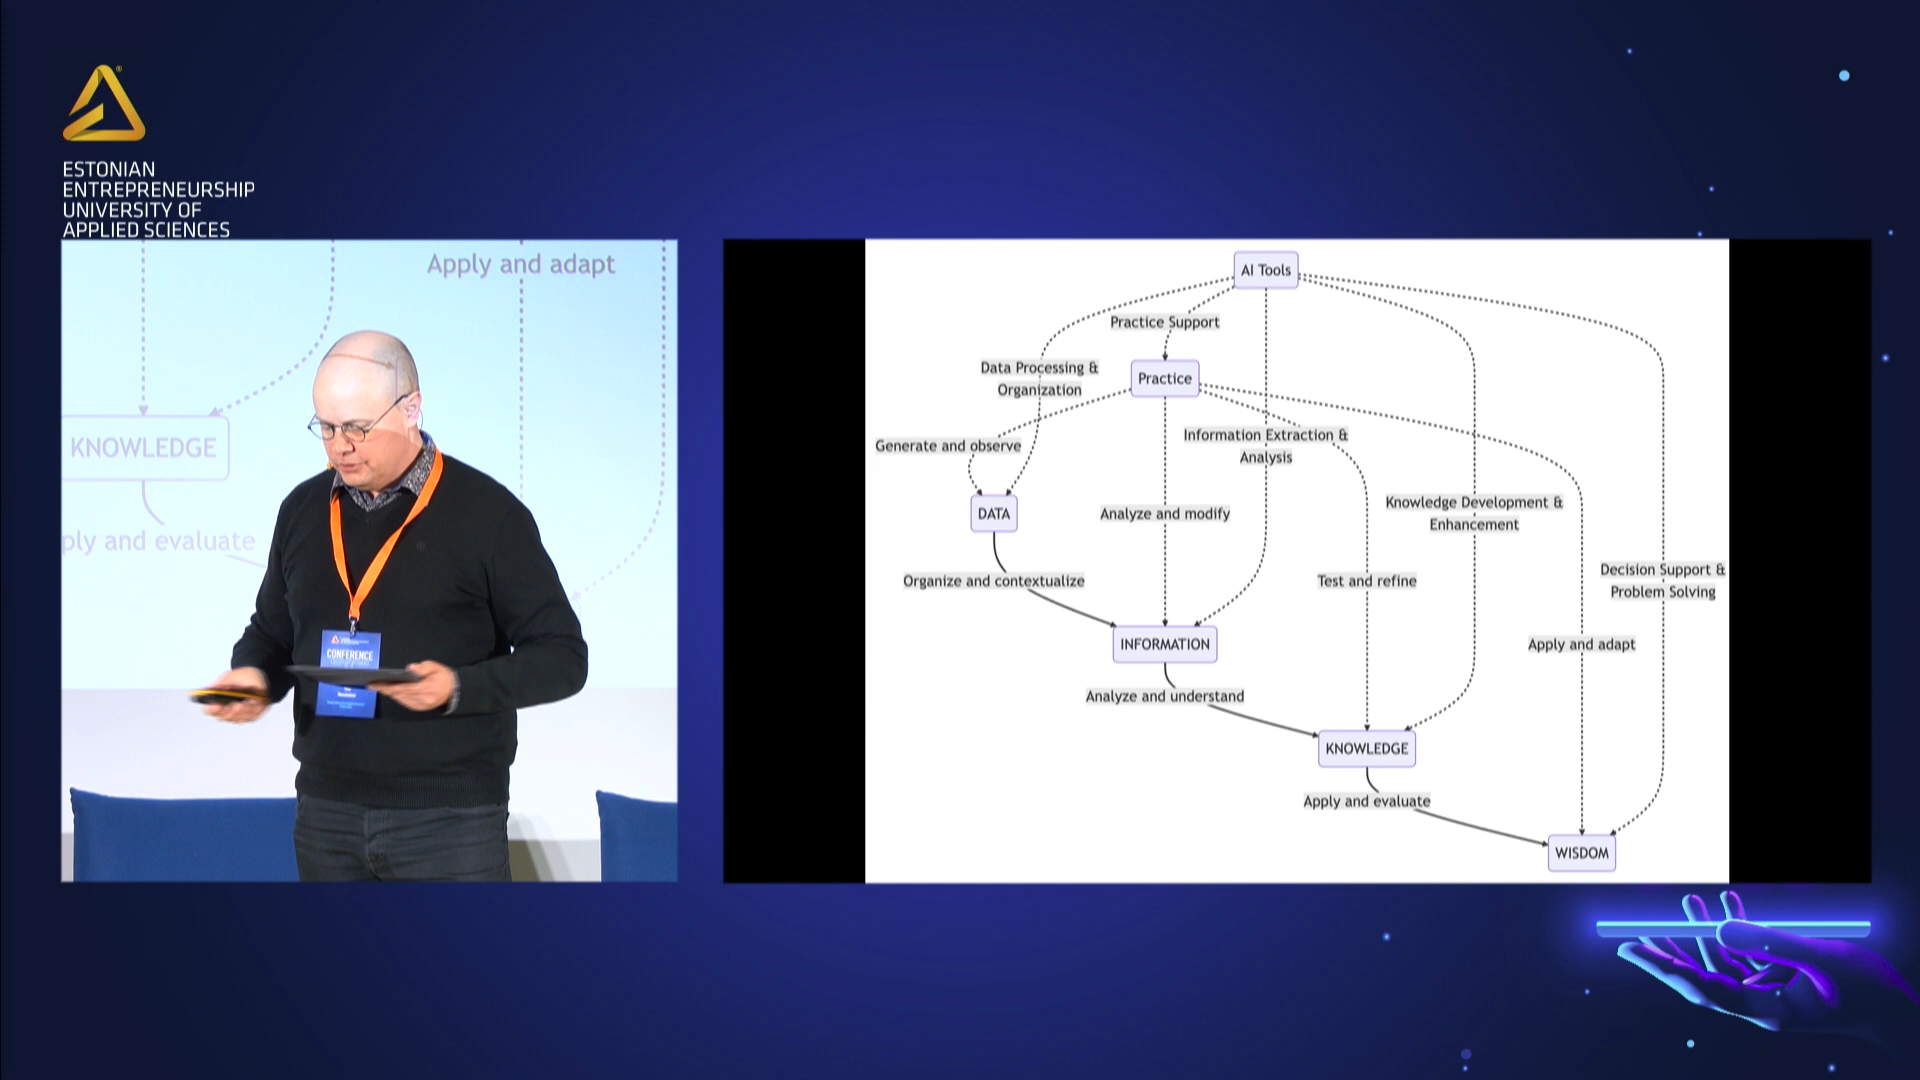 ESTONIAN
ENTREPRENEURSHIP
UNIVERSITY OF
APPLIED SCIENCES
Apply and adapt
KNOWLEDGE
ply and evaluate
CONFERENCE
AI Tools
Practice Support
Data Processing &
Organization
Practice
Generate and observe
Information Extraction &
Analysis
DATA
Analyze and modify
Knowledge Development &
Enhancement
Organize and contextualize
Test and refine
Decision Support &
Problem Solving
INFORMATION
Apply and adapt
Analyze and understand
KNOWLEDGE
Apply and evaluate
WISDOM